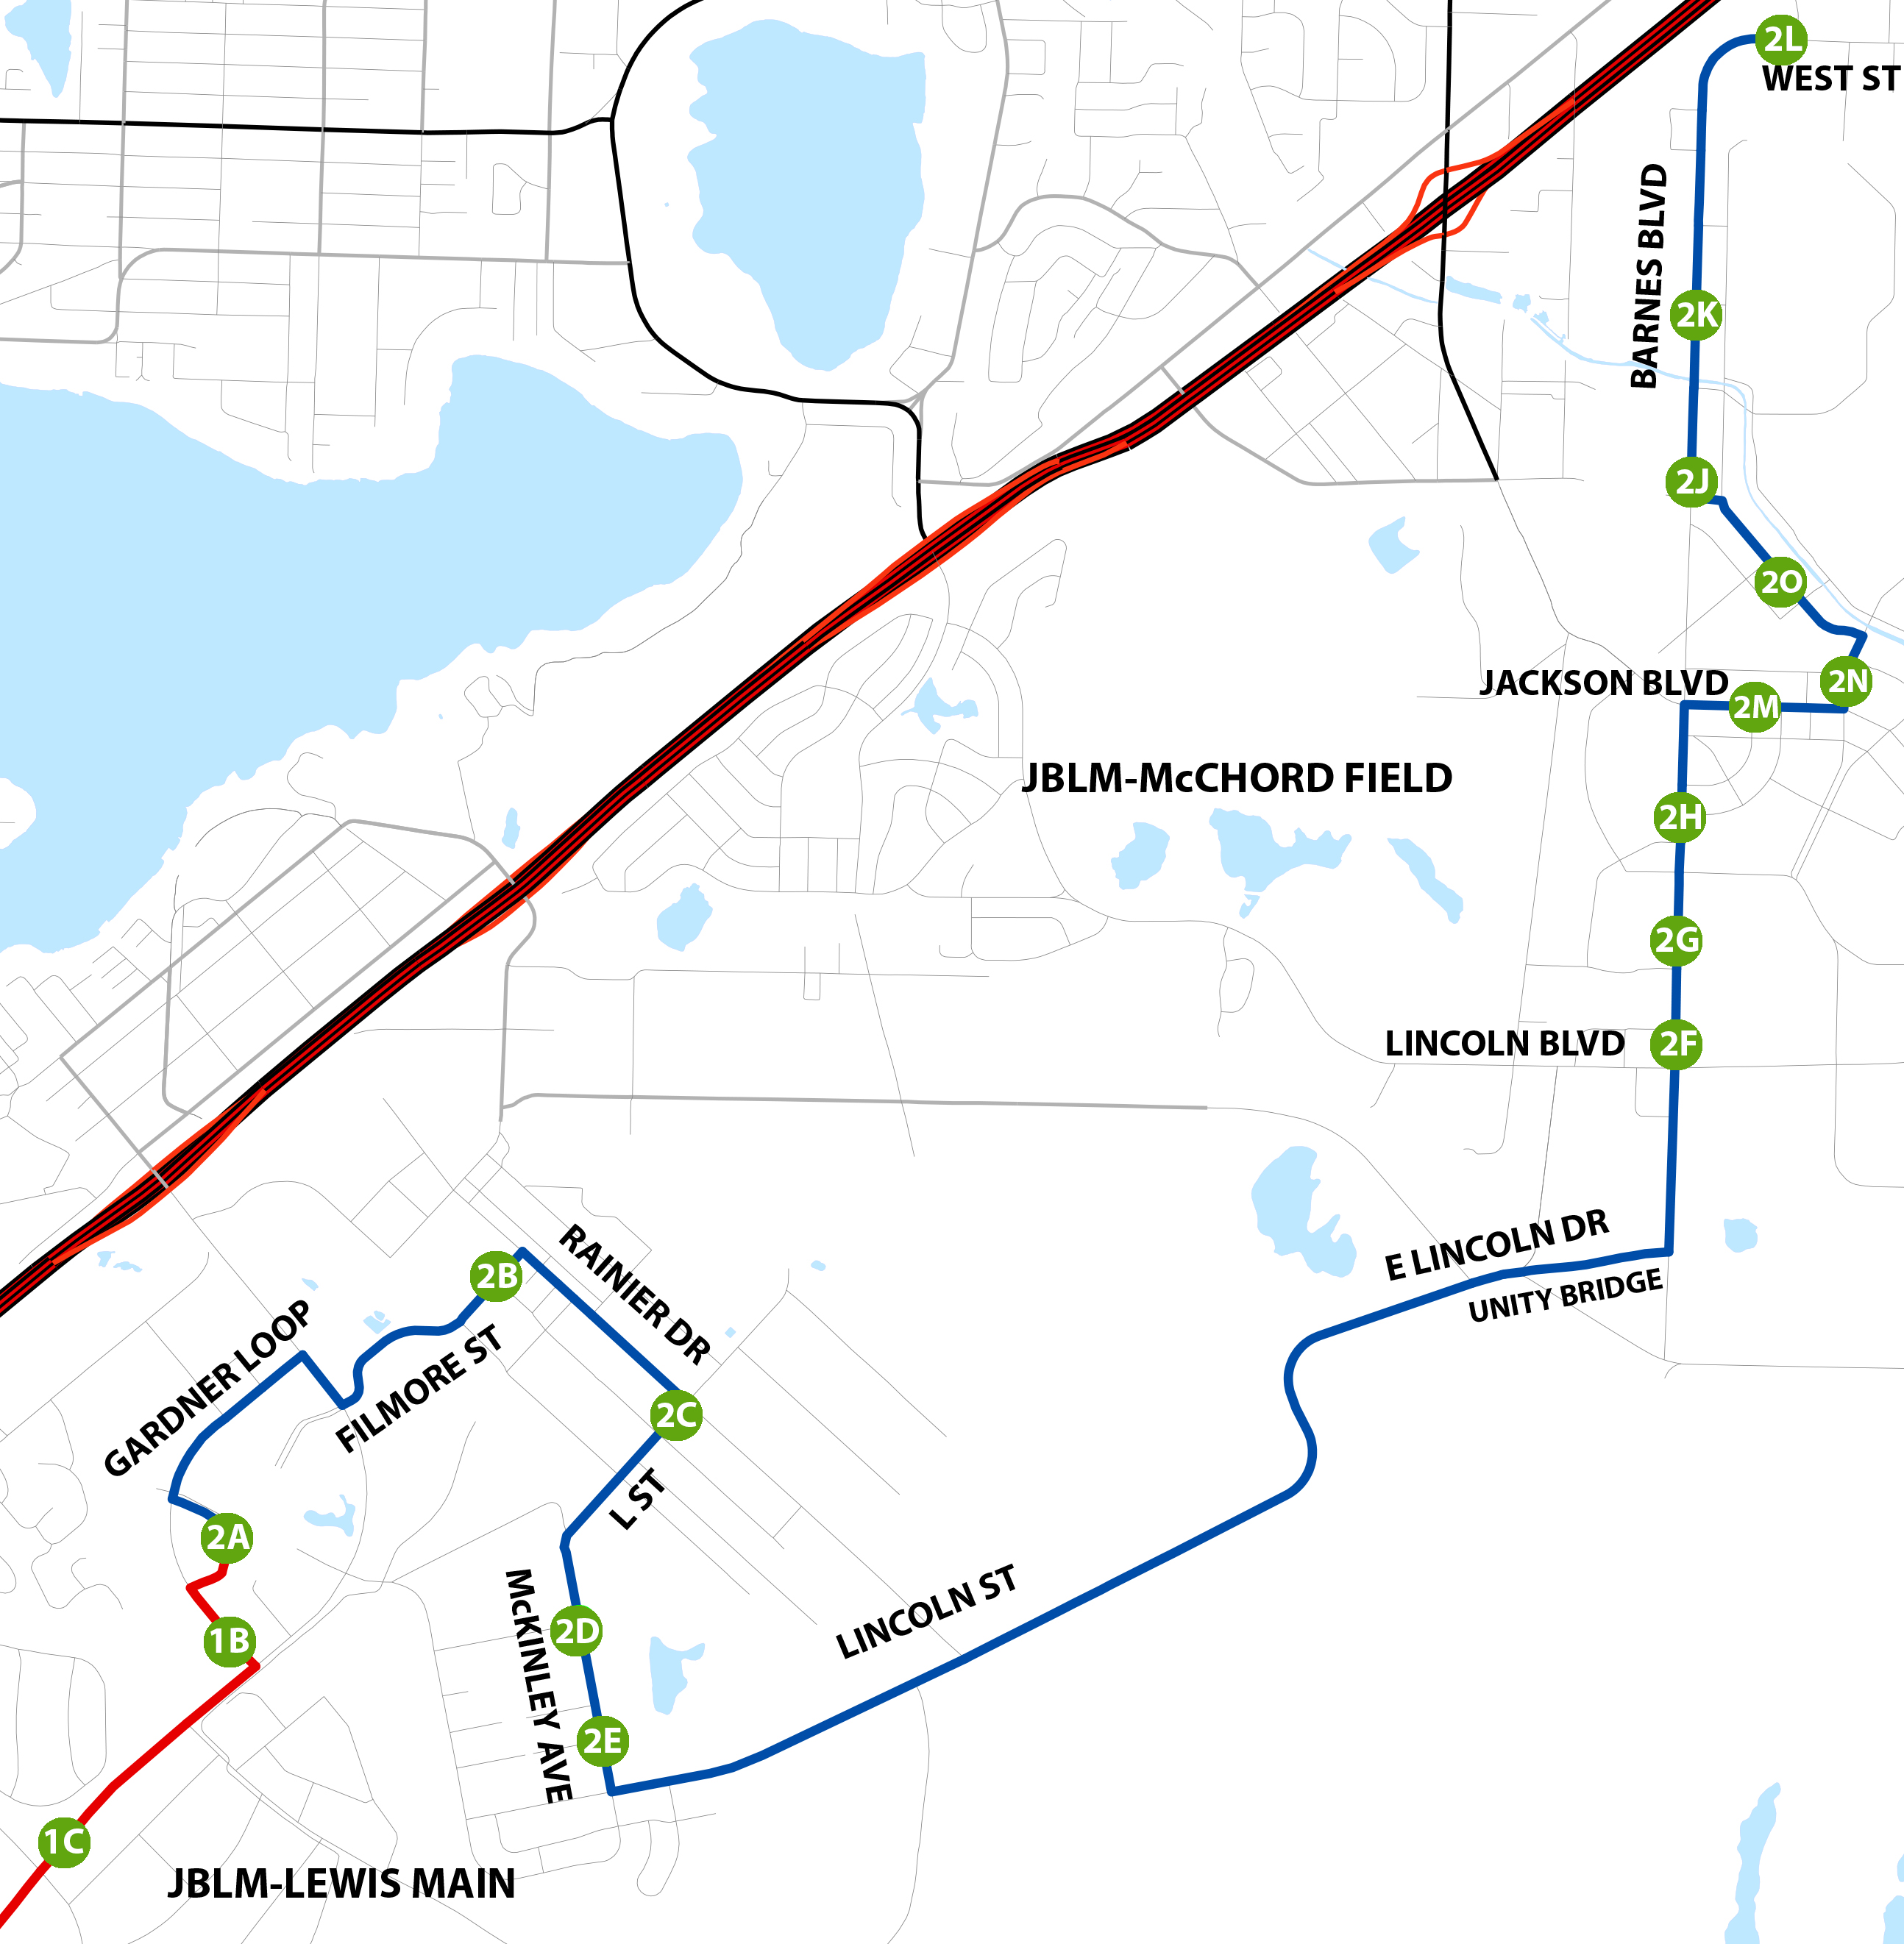 2L
WEST ST
BARNES BLVD
2K
2J
2O
JACKSON BLVD
2N
2M
JBLM-McCHORD FIELD
2H
2G
LINCOLN BLVD
2F
E LINCOLN DR
UNITY BRIDGE
RAINIER DR
2B
GARDNER LOOP
FILMORE ST
2C
L ST
2A
McKINLEY AVE
LINCOLN ST
2D
1B
2E
1C
JBLM-LEWIS MAIN